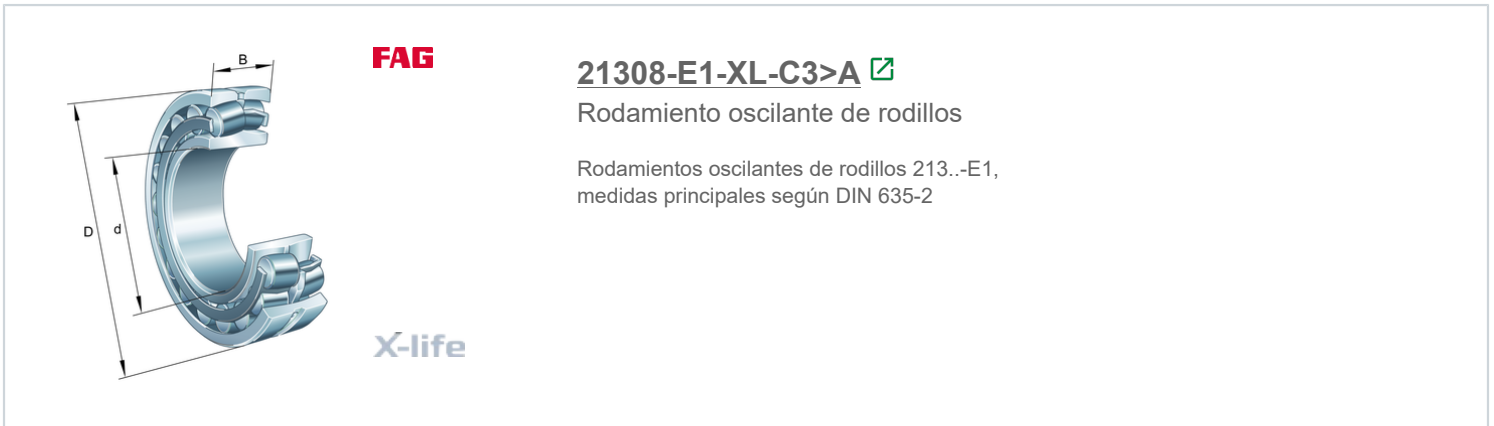 B
D
d
FAG
X-life
21308-E1-XL-C3>A
Rodamiento oscilante de rodillos
Rodamientos oscilantes de rodillos 213..-E1,
medidas principales según DIN 635-2